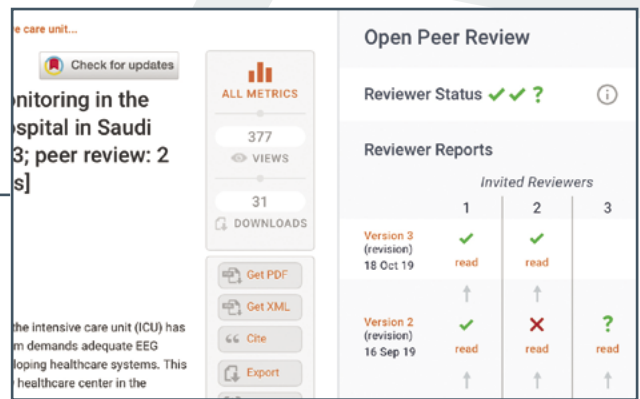 e care unit...
Check for updates
nitoring in the
spital in Saudi
3; peer review: 2
s]
the intensive care unit (ICU) has
m demands adequate EEG
loping healthcare systems. This
healthcare center in the
ALL METRICS
377
VIEWS
31
DOWNLOADS
Get PDF
Get XML
Cite
Export
Open Peer Review
Reviewer Status ✓ ✓ ?
Reviewer Reports
Invited Reviewers
1 2 3
Version 3
(revision)
18 Oct 19
read read
Version 2
(revision)
16 Sep 19
?
read read read